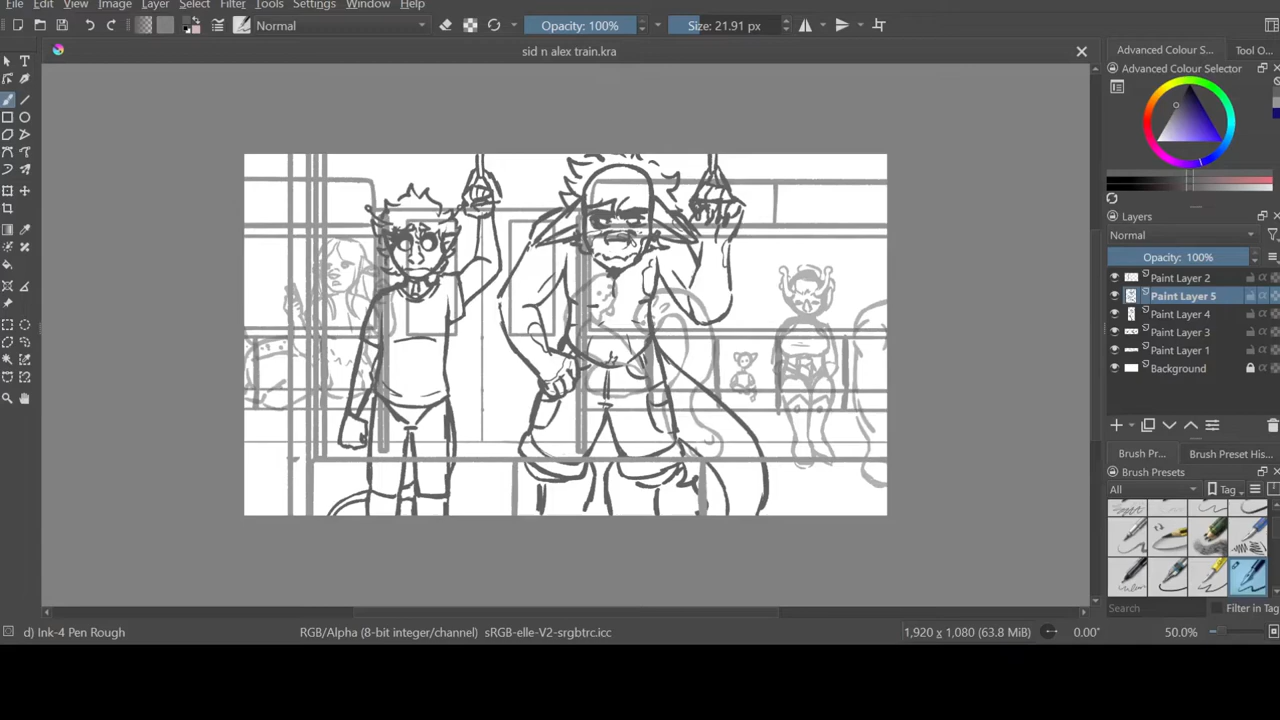 File Edit View Image Layer Select Filter Tools Settings Window Help
Normal Opacity: 100% Size: 21.91 px
sid n alex train.kra
Advanced Colour S... Tool O...
Advanced Colour Selector
Layers
Normal
Opacity: 100%
Paint Layer 2
Paint Layer 5
Paint Layer 4
Paint Layer 3
Paint Layer 1
Background
Brush Pr... Brush Preset His...
Brush Presets
All Tag
Search Filter in Tag
d) Ink-4 Pen Rough RGB/Alpha (8-bit integer/channel) sRGB-elle-V2-srgbtrc.icc 1,920 x 1,080 (63.8 MiB) 0.00° 50.0%